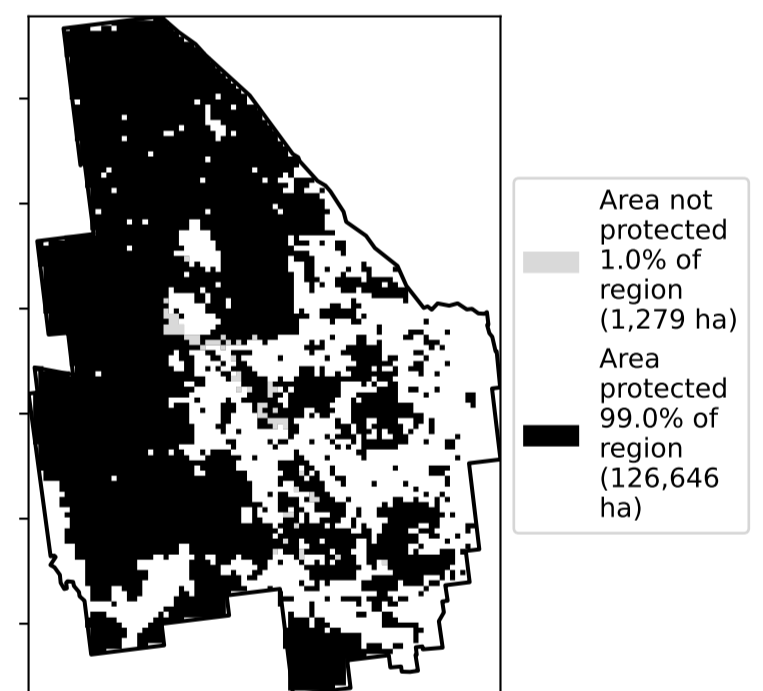 Area not
protected
1.0% of
region
(1,279 ha)
Area
protected
99.0% of
region
(126,646
ha)